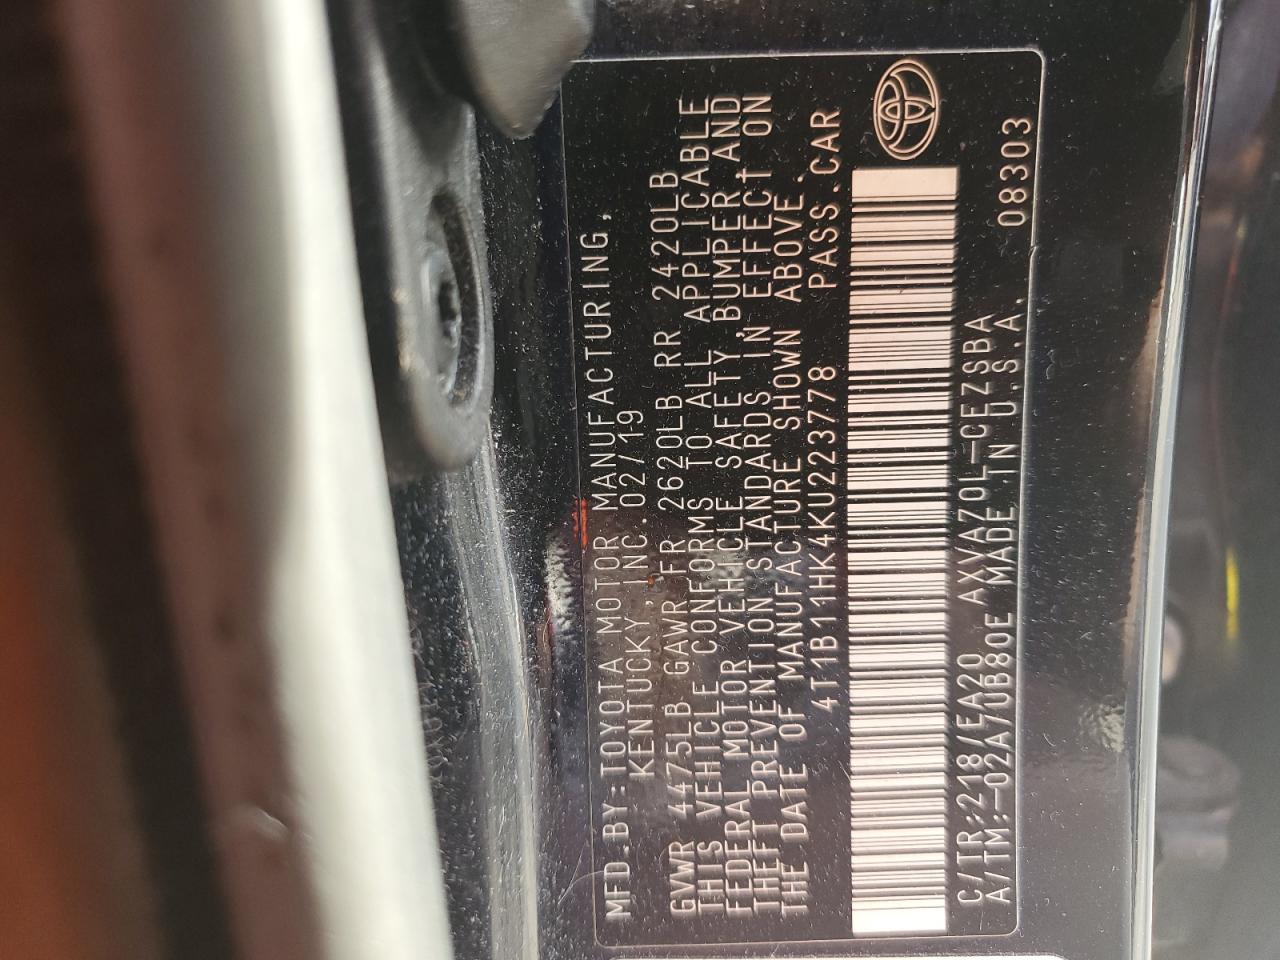 MFD.BY:TOYOTA MOTOR MANUFACTURING,
KENTUCKY,INC.02/19
GVWR 4475LB GAWR FR 2620LB RR 2420LB
THIS VEHICLE CONFORMS TO ALL APPLICABLE
FEDERAL MOTOR VEHICLE SAFETY,BUMPER AND
THEFT PREVENTION STANDARDS IN EFFECT ON
THE DATE OF MANUFACTURE SHOWN ABOVE.
4T1B11HK4KU223778 PASS.CAR
C/TR:218/EA20 AXVA70L-CEZSBA
A/TM:-02A/UB80E MADE IN U.S.A. 08303